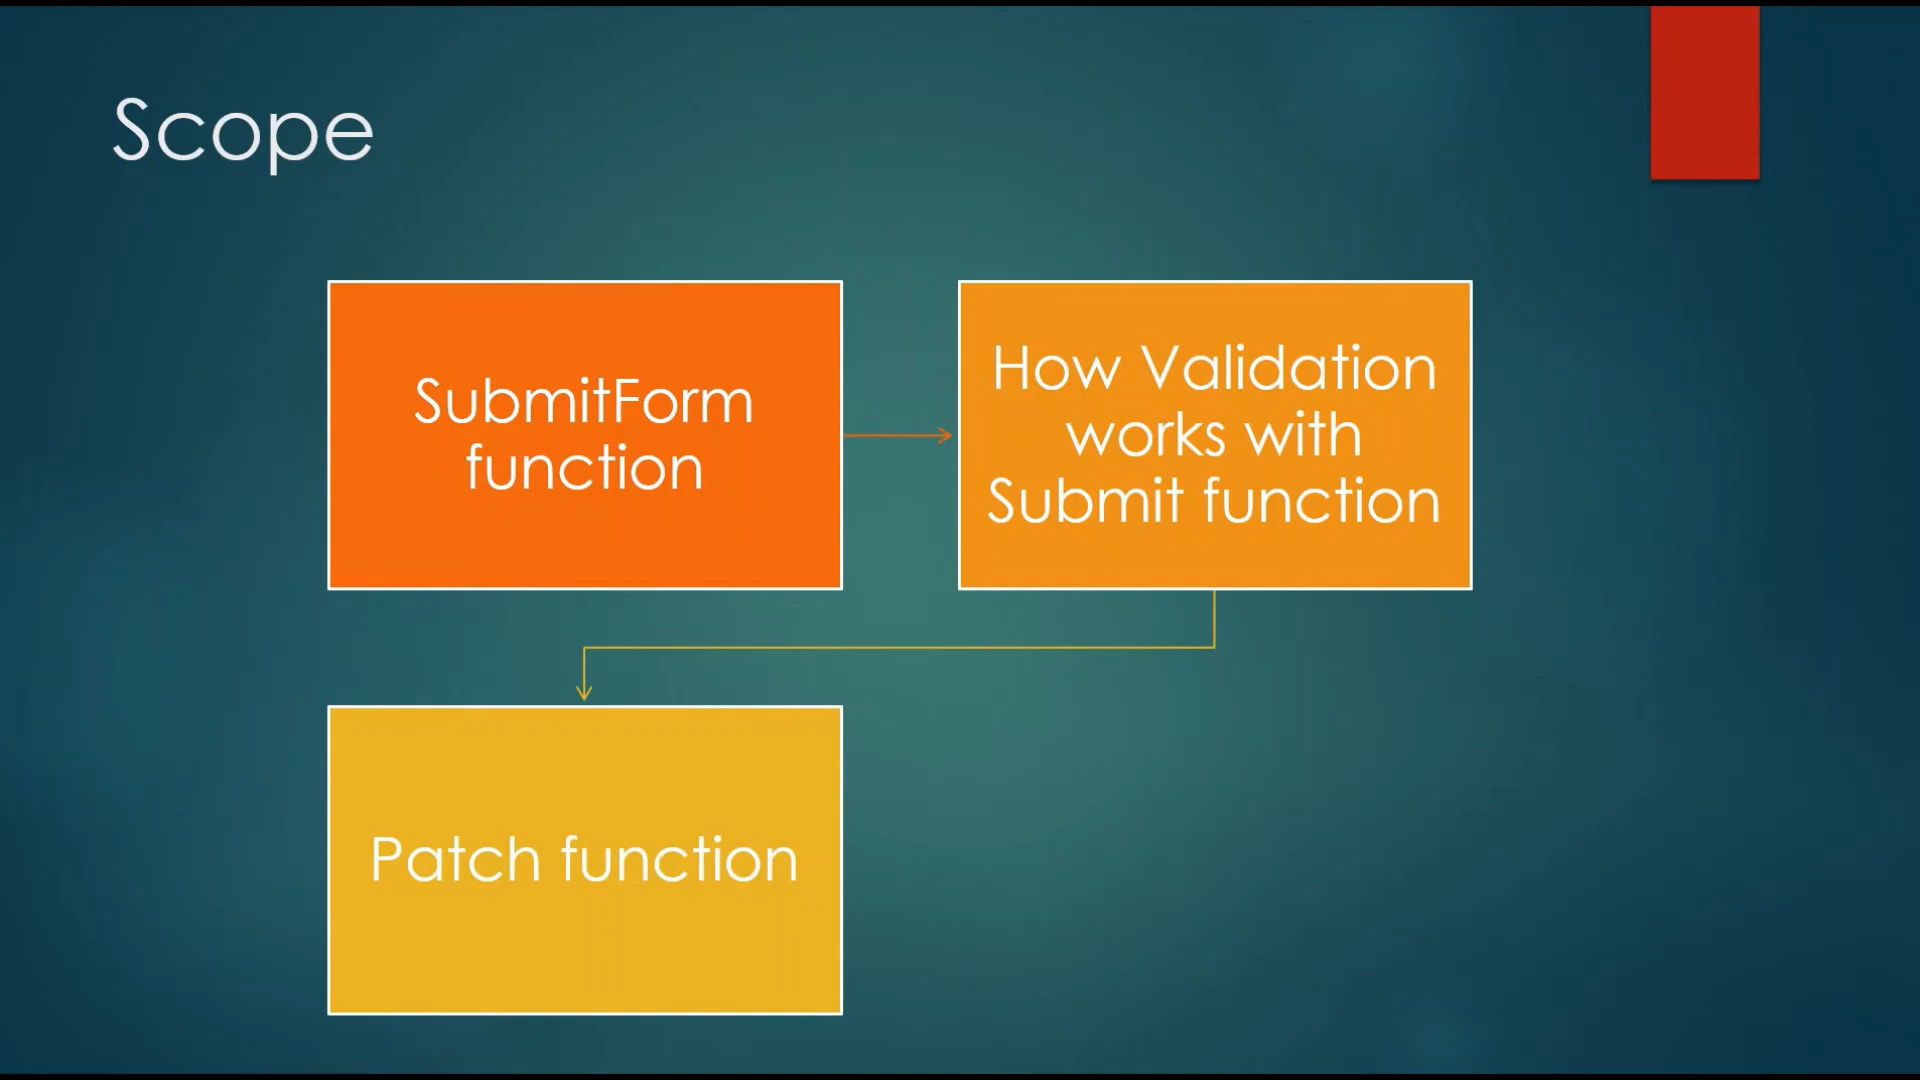 Scope
SubmitForm
function
How Validation
works with
Submit function
Patch function